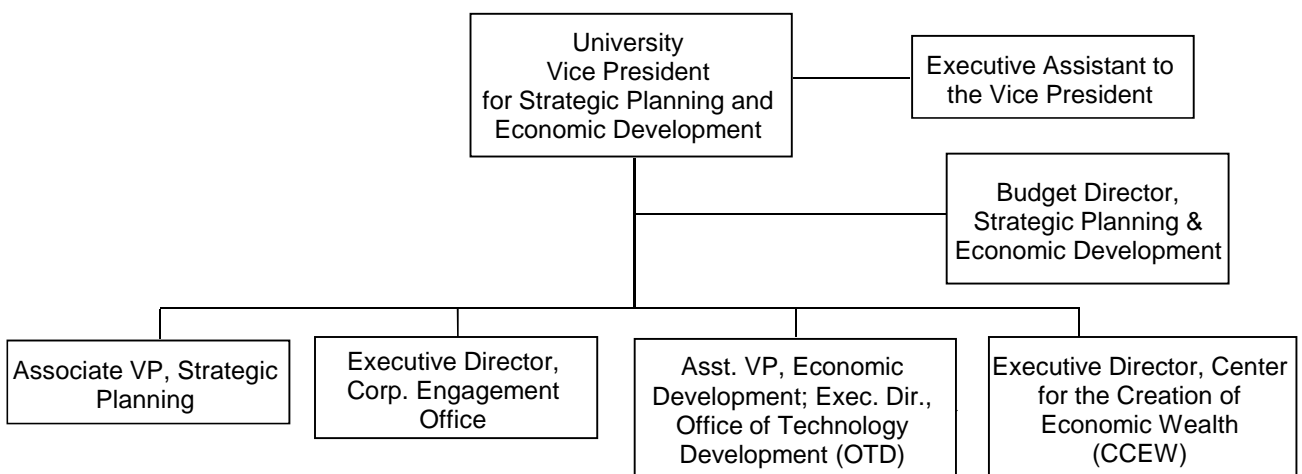 University
Vice President
for Strategic Planning and
Economic Development
Executive Assistant to
the Vice President
Budget Director,
Strategic Planning &
Economic Development
Associate VP, Strategic
Planning
Executive Director,
Corp. Engagement
Office
Asst. VP, Economic
Development; Exec. Dir.,
Office of Technology
Development (OTD)
Executive Director, Center
for the Creation of
Economic Wealth
(CCEW)